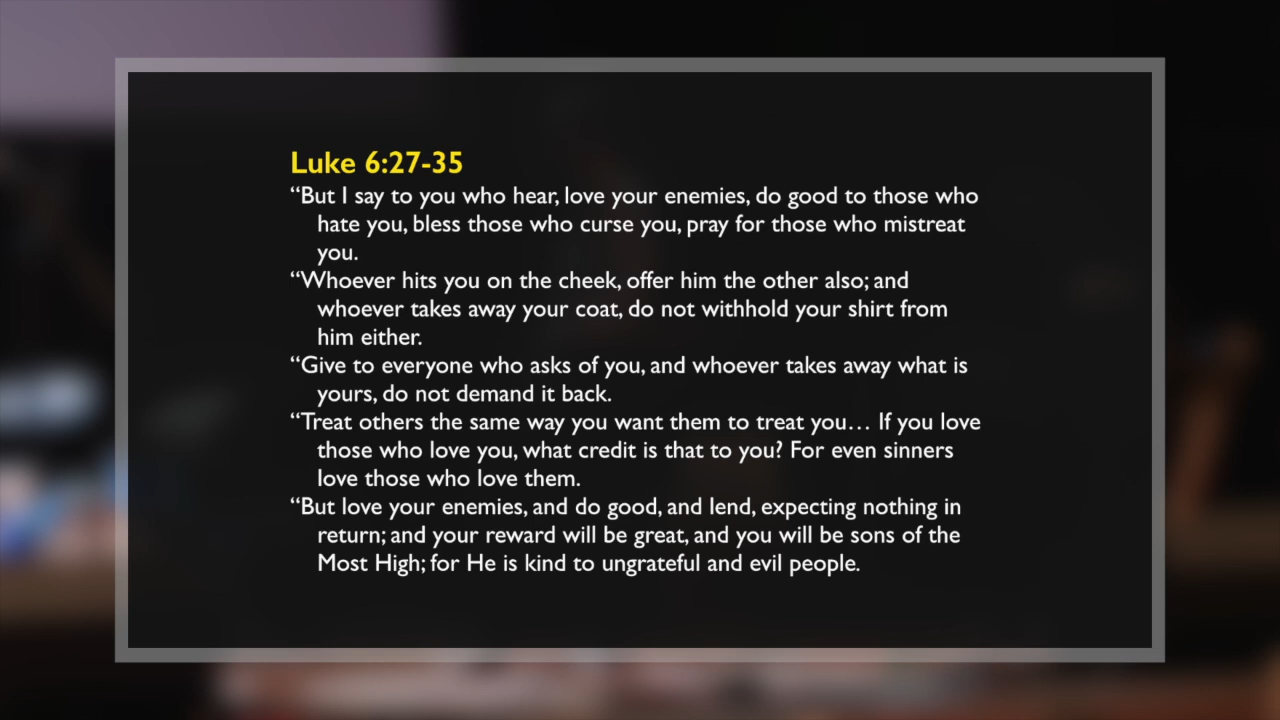 Luke 6:27-35
“But I say to you who hear, love your enemies, do good to those who
hate you, bless those who curse you, pray for those who mistreat
you.
“Whoever hits you on the cheek, offer him the other also; and
whoever takes away your coat, do not withhold your shirt from
him either.
“Give to everyone who asks of you, and whoever takes away what is
yours, do not demand it back.
“Treat others the same way you want them to treat you… If you love
those who love you, what credit is that to you? For even sinners
love those who love them.
“But love your enemies, and do good, and lend, expecting nothing in
return; and your reward will be great, and you will be sons of the
Most High; for He is kind to ungrateful and evil people.